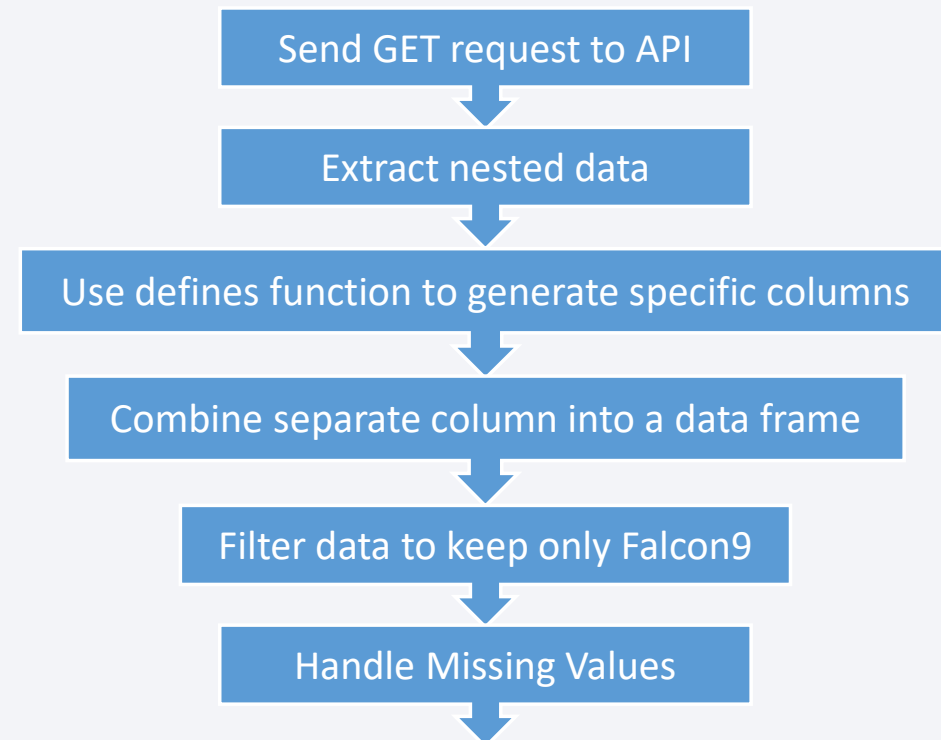 Send GET request to API
Extract nested data
Use defines function to generate specific columns
Combine separate column into a data frame
Filter data to keep only Falcon9
Handle Missing Values